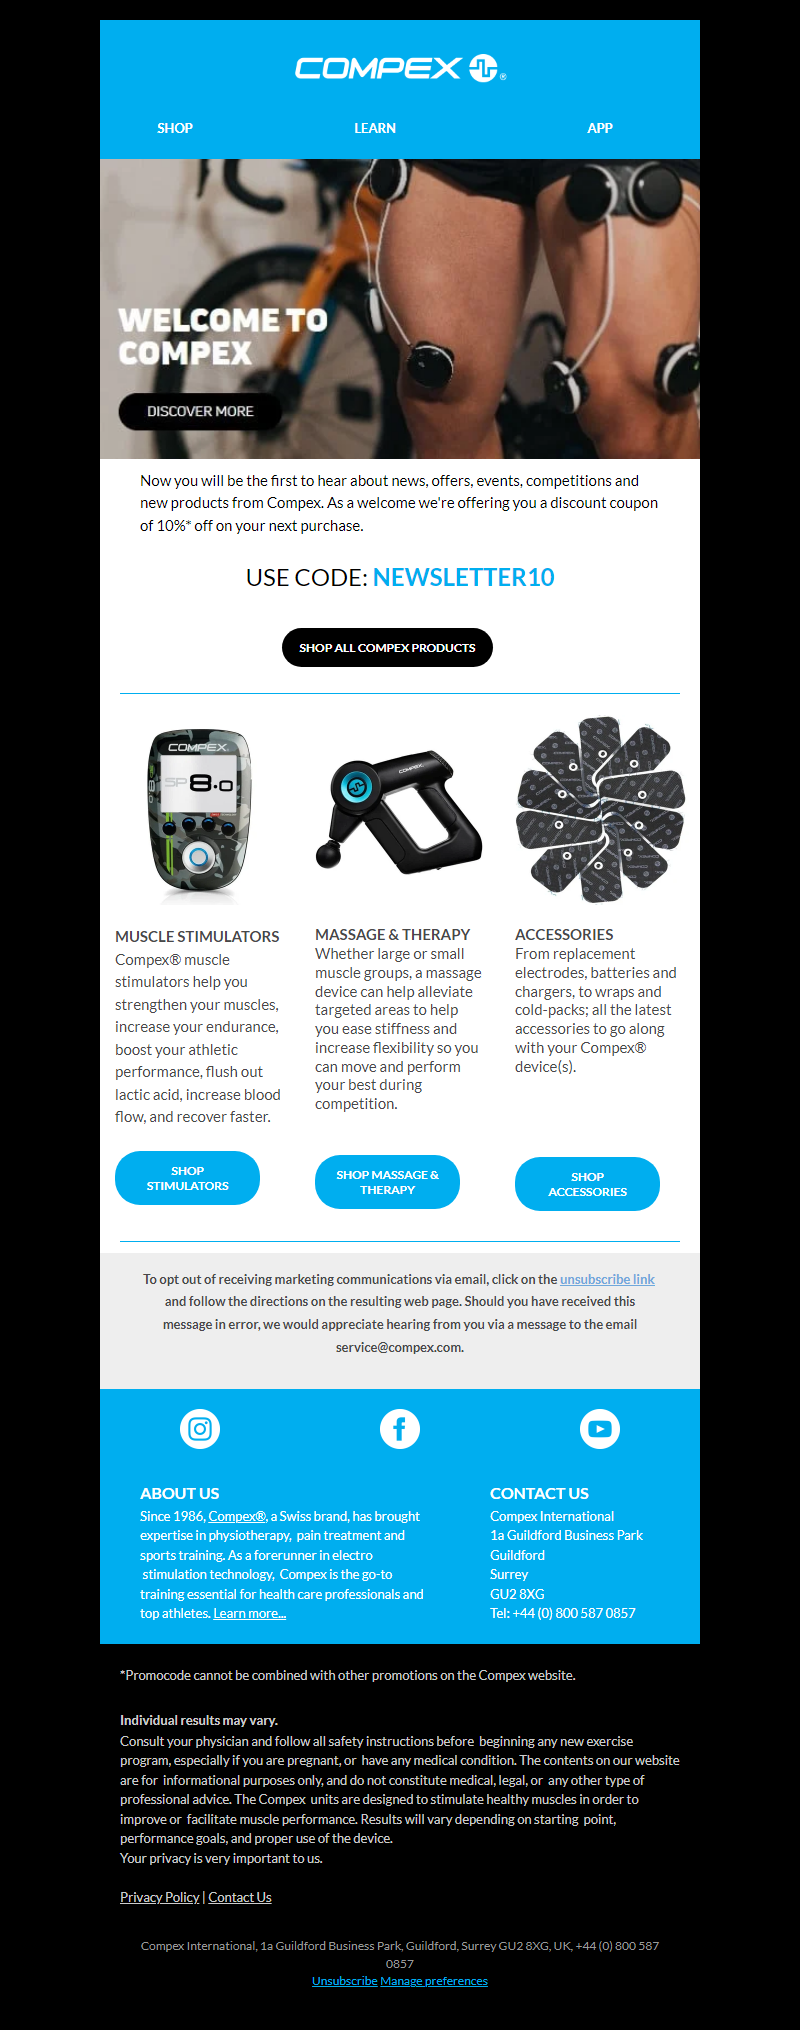 COMPEX ®
SHOP LEARN APP
WELCOME TO
COMPEX
DISCOVER MORE
Now you will be the first to hear about news, offers, events, competitions and
new products from Compex. As a welcome we're offering you a discount coupon
of 10%* off on your next purchase.
USE CODE: NEWSLETTER10
SHOP ALL COMPEX PRODUCTS
COMPEX
SP 8.0
COMPEX
MUSCLE STIMULATORS
Compex® muscle
stimulators help you
strengthen your muscles,
increase your endurance,
boost your athletic
performance, flush out
lactic acid, increase blood
flow, and recover faster.
SHOP
STIMULATORS
MASSAGE & THERAPY
Whether large or small
muscle groups, a massage
device can help alleviate
targeted areas to help
you ease stiffness and
increase flexibility so you
can move and perform
your best during
competition.
SHOP MASSAGE &
THERAPY
ACCESSORIES
From replacement
electrodes, batteries and
chargers, to wraps and
cold-packs; all the latest
accessories to go along
with your Compex®
device(s).
SHOP
ACCESSORIES
To opt out of receiving marketing communications via email, click on the unsubscribe link
and follow the directions on the resulting web page. Should you have received this
message in error, we would appreciate hearing from you via a message to the email
service@compex.com.
ABOUT US
Since 1986, Compex®, a Swiss brand, has brought
expertise in physiotherapy, pain treatment and
sports training. As a forerunner in electro
stimulation technology, Compex is the go-to
training essential for health care professionals and
top athletes. Learn more...
CONTACT US
Compex International
1a Guildford Business Park
Guildford
Surrey
GU2 8XG
Tel: +44 (0) 800 587 0857
*Promocode cannot be combined with other promotions on the Compex website.
Individual results may vary.
Consult your physician and follow all safety instructions before beginning any new exercise
program, especially if you are pregnant, or have any medical condition. The contents on our website
are for informational purposes only, and do not constitute medical, legal, or any other type of
professional advice. The Compex units are designed to stimulate healthy muscles in order to
improve or facilitate muscle performance. Results will vary depending on starting point,
performance goals, and proper use of the device.
Your privacy is very important to us.
Privacy Policy | Contact Us
Compex International, 1a Guildford Business Park, Guildford, Surrey GU2 8XG, UK, +44 (0) 800 587
0857
Unsubscribe Manage preferences